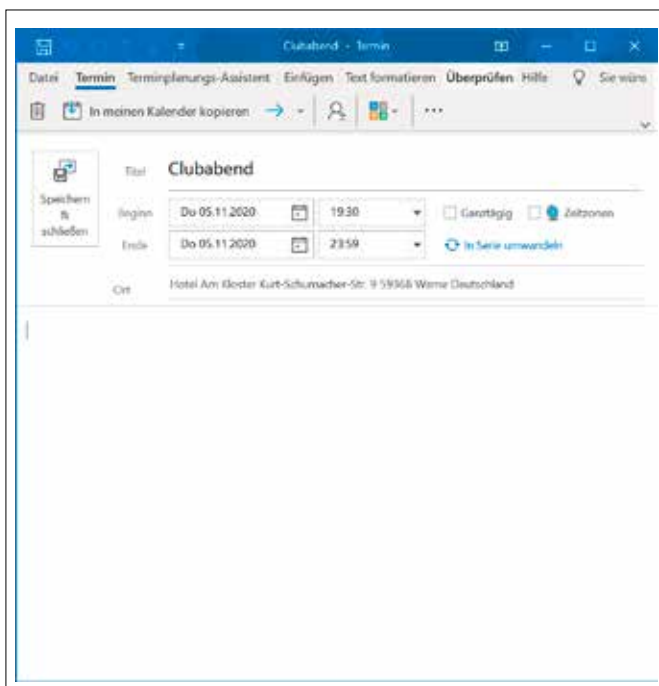 Clubabend - Termin
Datei Termin Terminplanungs-Assistent Einfügen Text formatieren Überprüfen Hilfe Sie wüns
In meinen Kalender kopieren
Speichern & schließen
Titel Clubabend
Beginn Do 05.11.2020 19:30 Ganztägig Zeitzonen
Ende Do 05.11.2020 23:59 In Serie umwandeln
Ort Hotel Am Kloster Kurt-Schumacher-Str. 9 59368 Werne Deutschland